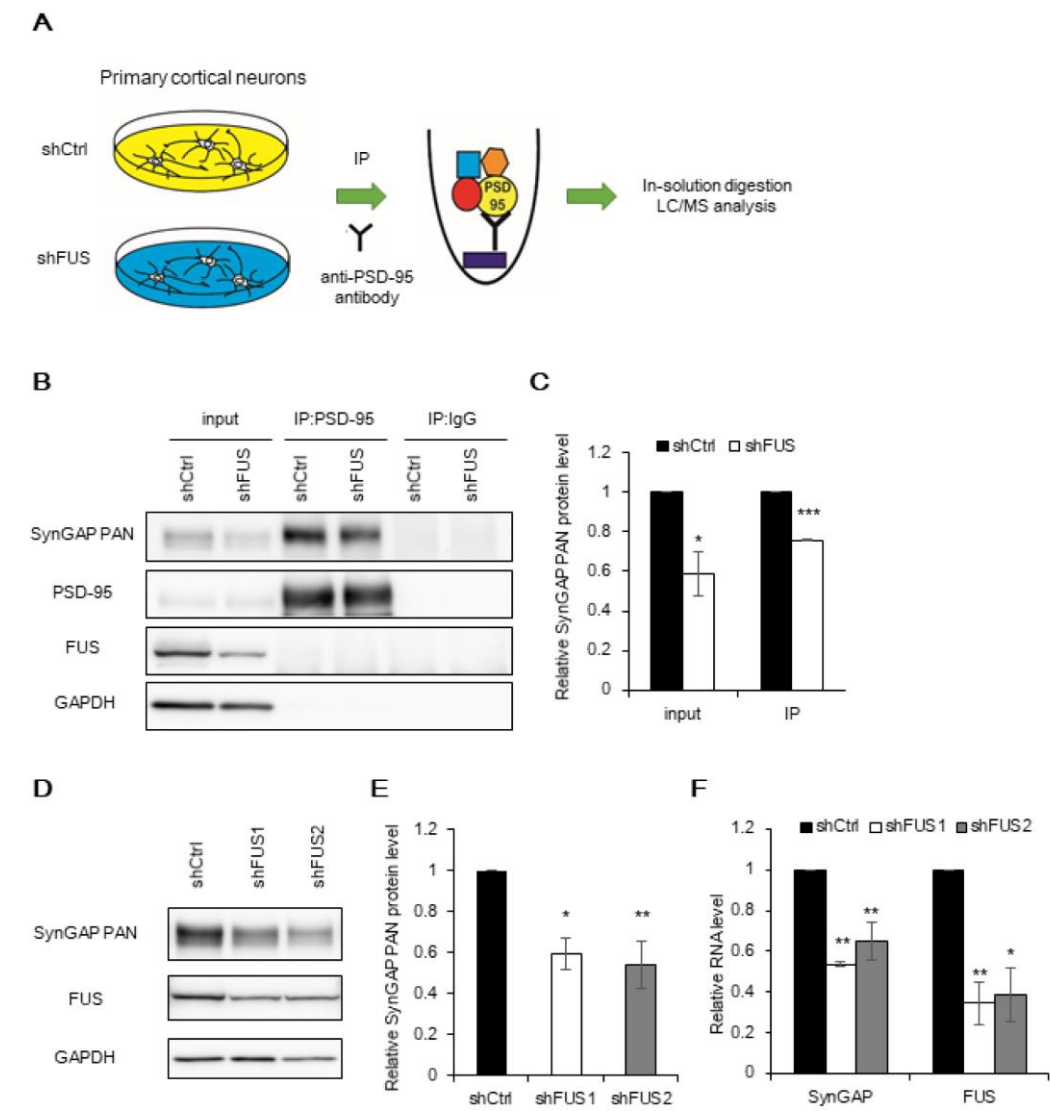 A
Primary cortical neurons
shCtrl
shFUS
IP
anti-PSD-95
antibody
PSD
95
In-solution digestion
LC/MS analysis
B
input
IP:PSD-95
IP:IgG
shCtrl
shFUS
shCtrl
shFUS
shCtrl
shFUS
SynGAP PAN
PSD-95
FUS
GAPDH
C
Relative SynGAP PAN protein level
shCtrl shFUS
1.2
1
0.8
0.6
0.4
0.2
0
*
***
input
IP
D
shCtrl
shFUS1
shFUS2
SynGAP PAN
FUS
GAPDH
E
Relative SynGAP PAN protein level
1.2
1
0.8
0.6
0.4
0.2
0
*
**
shCtrl
shFUS1
shFUS2
F
Relative RNA level
shCtrl shFUS1 shFUS2
1.2
1
0.8
0.6
0.4
0.2
0
**
**
**
*
SynGAP
FUS